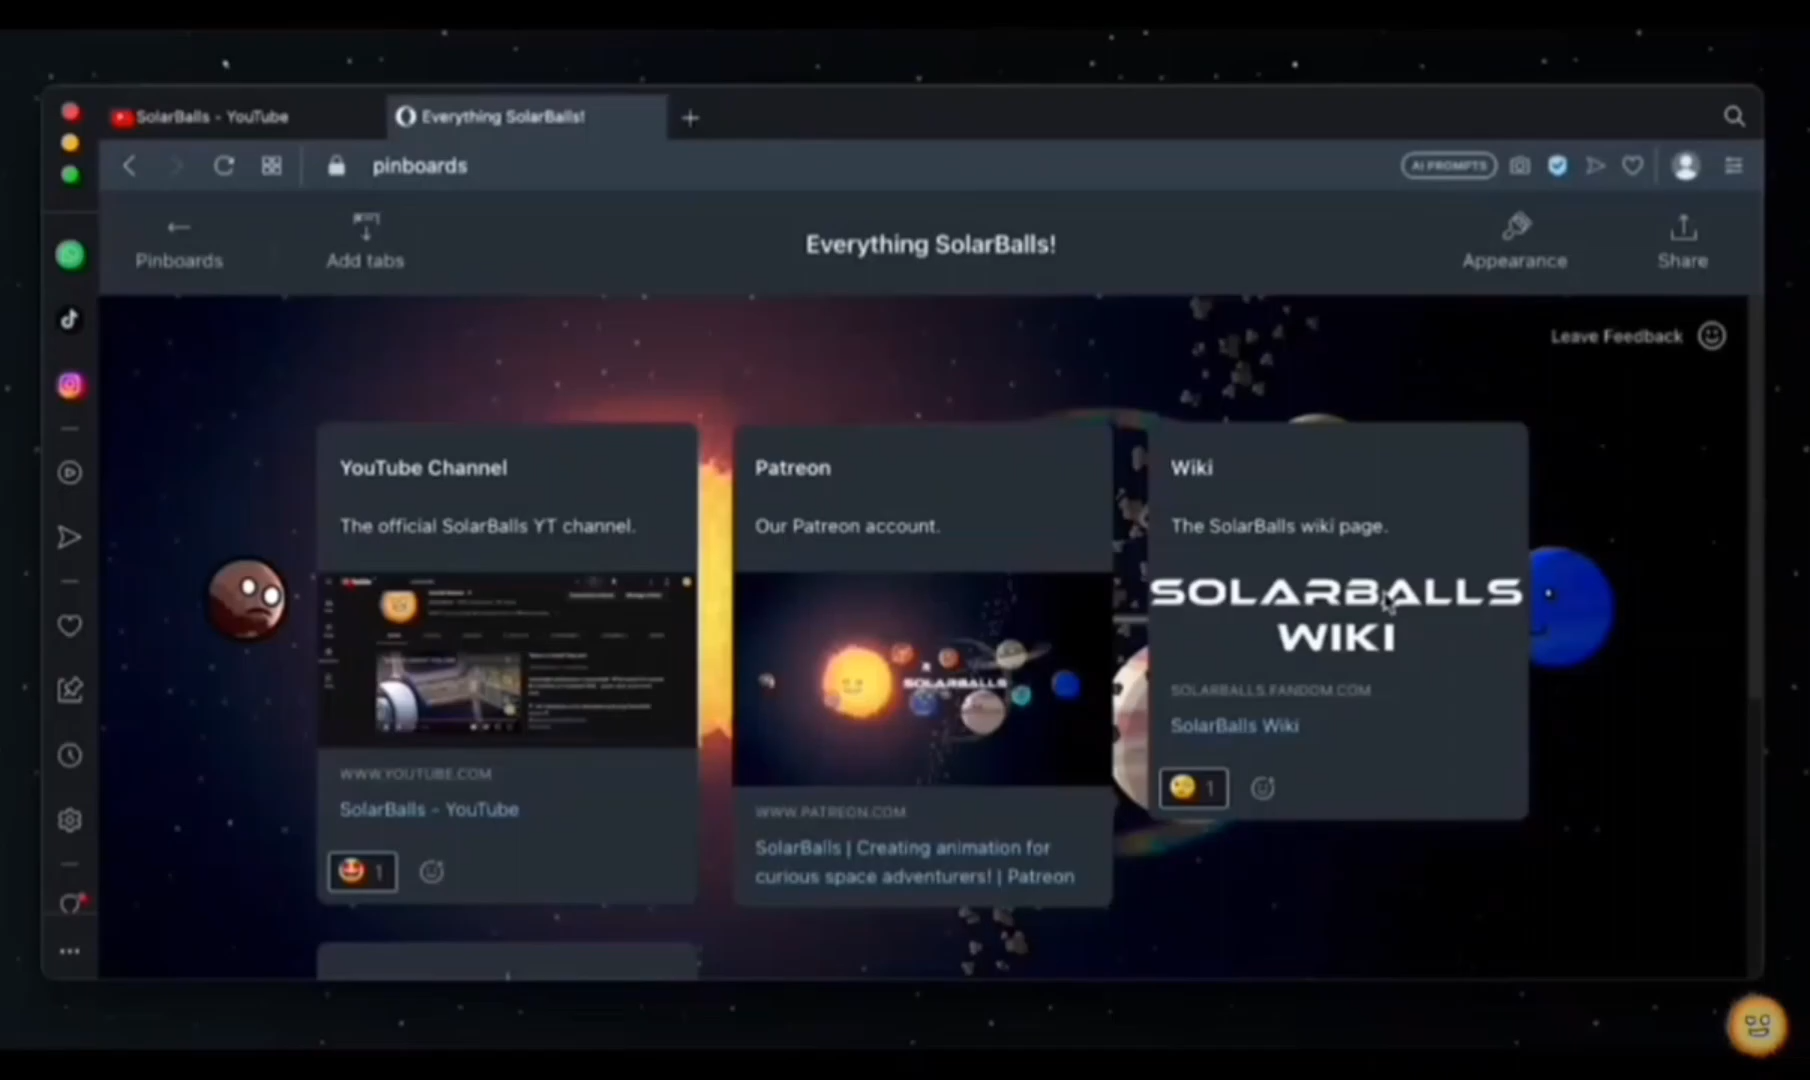 SolarBalls - YouTube
Everything SolarBalls!
pinboards
AI PROMPTS
Pinboards
Add tabs
Everything SolarBalls!
Appearance
Share
Leave Feedback
YouTube Channel
The official SolarBalls YT channel.
WWW.YOUTUBE.COM
SolarBalls - YouTube
1
Patreon
Our Patreon account.
SOLARBALLS
WWW.PATREON.COM
SolarBalls | Creating animation for
curious space adventurers! | Patreon
Wiki
The SolarBalls wiki page.
SOLARBALLS
WIKI
SOLARBALLS.FANDOM.COM
SolarBalls Wiki
1